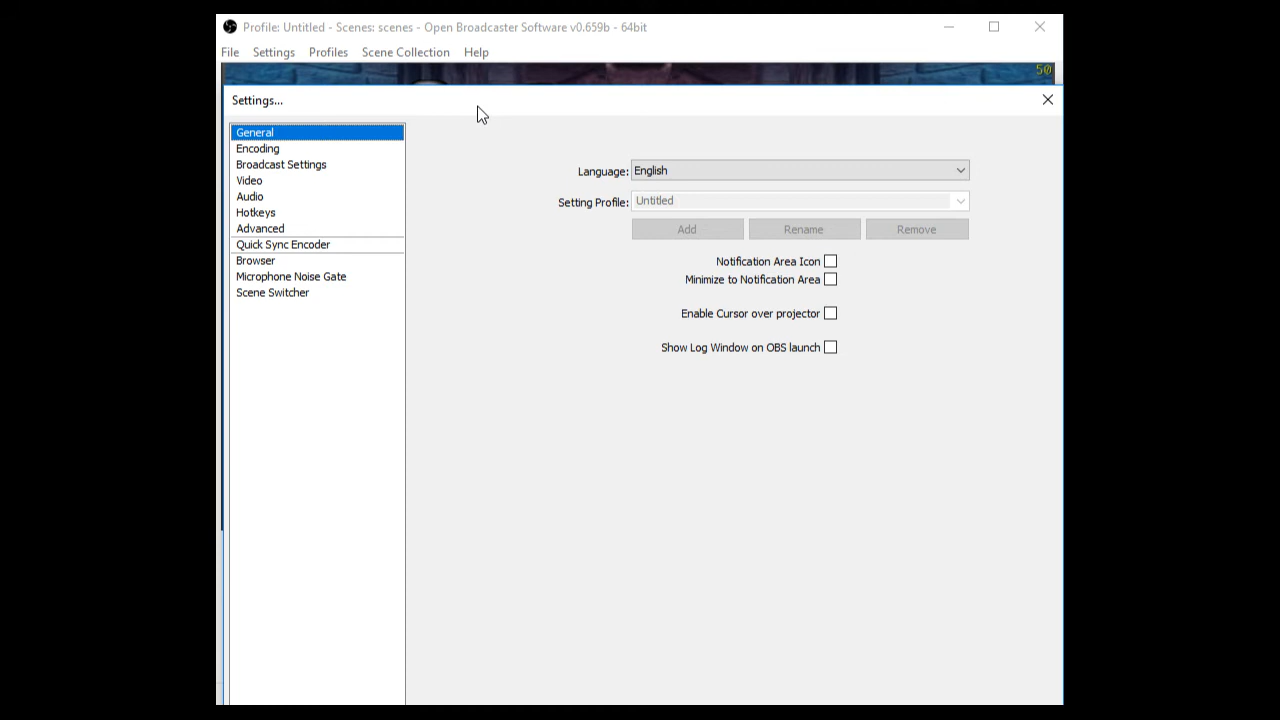 Profile: Untitled - Scenes: scenes - Open Broadcaster Software v0.659b - 64bit
File Settings Profiles Scene Collection Help
50
Settings...
General
Encoding
Broadcast Settings
Video
Audio
Hotkeys
Advanced
Quick Sync Encoder
Browser
Microphone Noise Gate
Scene Switcher
Language: English
Setting Profile: Untitled
Add Rename Remove
Notification Area Icon
Minimize to Notification Area
Enable Cursor over projector
Show Log Window on OBS launch